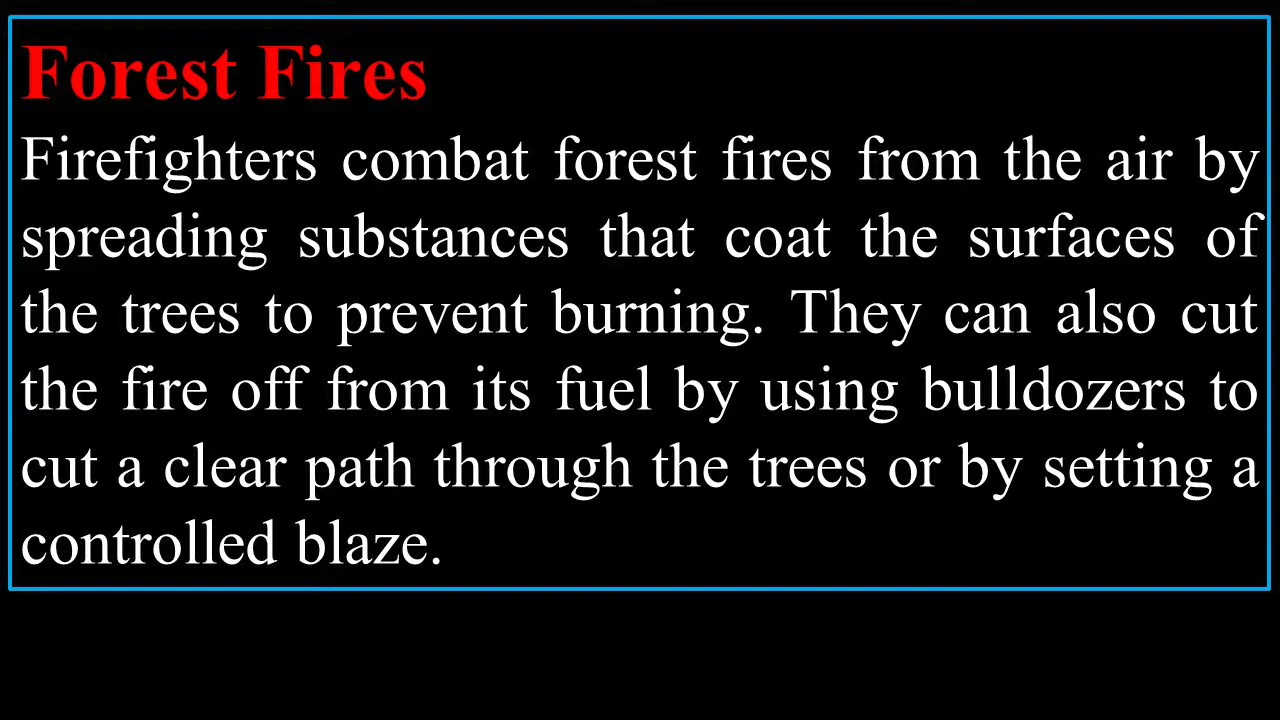 Forest Fires
Firefighters combat forest fires from the air by
spreading substances that coat the surfaces of
the trees to prevent burning. They can also cut
the fire off from its fuel by using bulldozers to
cut a clear path through the trees or by setting a
controlled blaze.